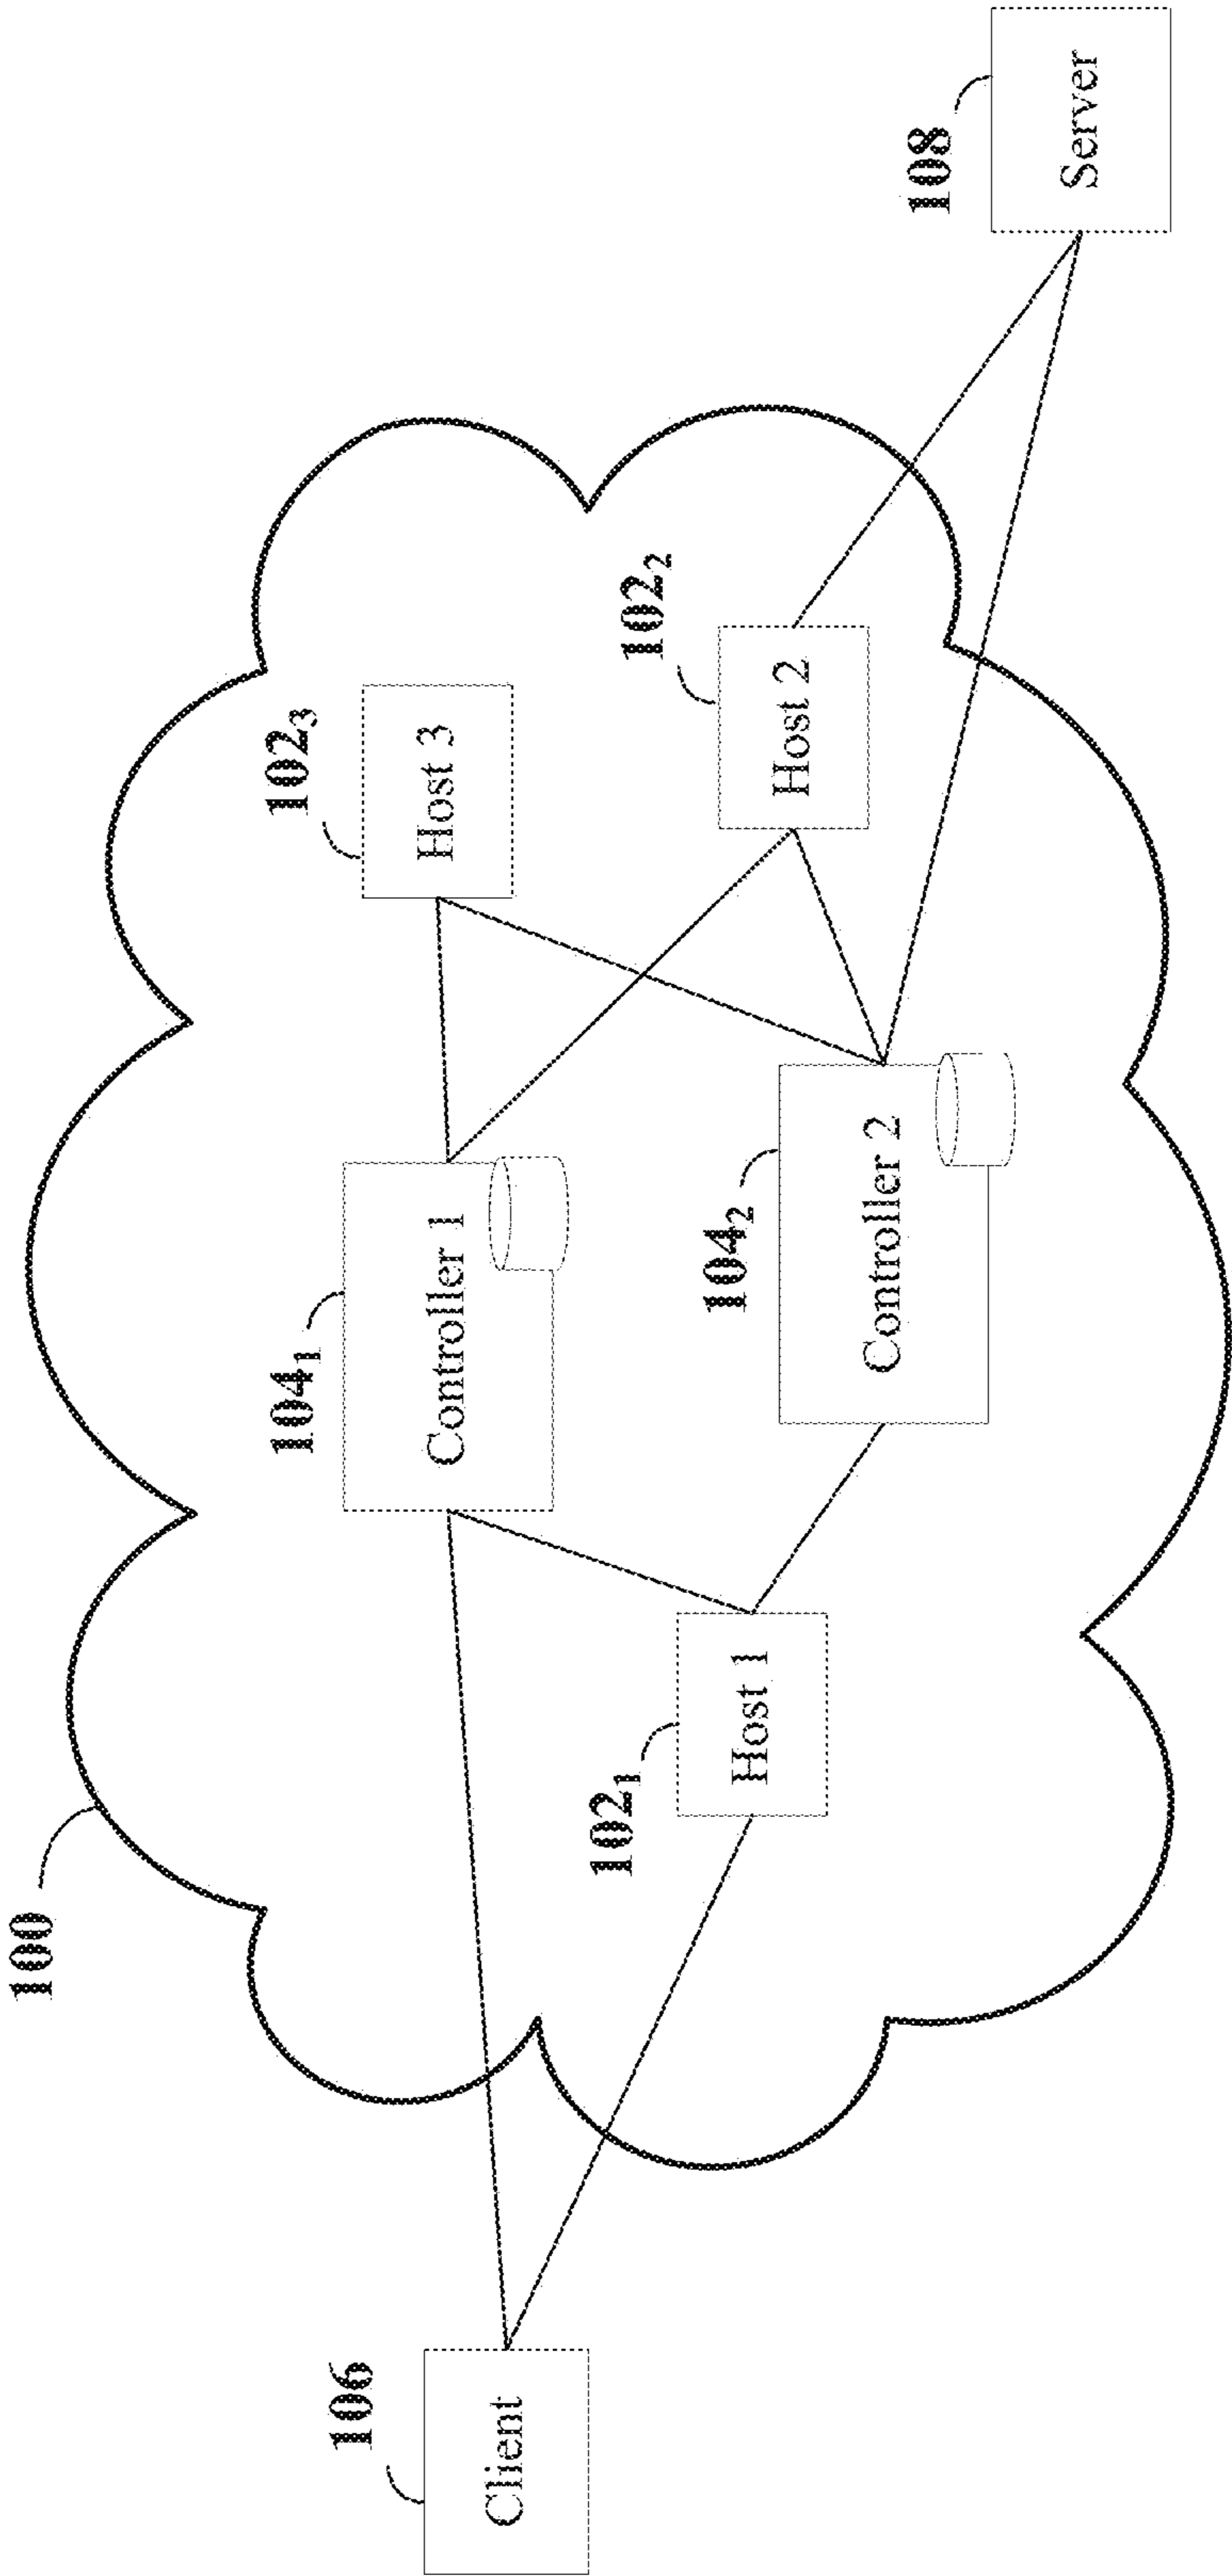 100
106
Client
102₁
Host 1
104₁
Controller 1
104₂
Controller 2
102₃
Host 3
102₂
Host 2
108
Server